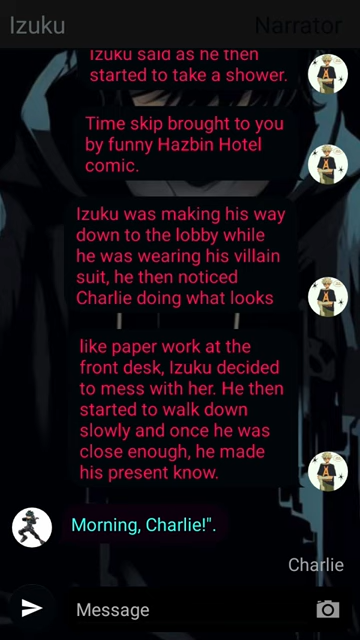 Izuku
Narrator
Izuku said as he then
started to take a shower.
Time skip brought to you
by funny Hazbin Hotel
comic.
Izuku was making his way
down to the lobby while
he was wearing his villain
suit, he then noticed
Charlie doing what looks
like paper work at the
front desk, Izuku decided
to mess with her. He then
started to walk down
slowly and once he was
close enough, he made
his present know.
Morning, Charlie!".
Charlie
Message